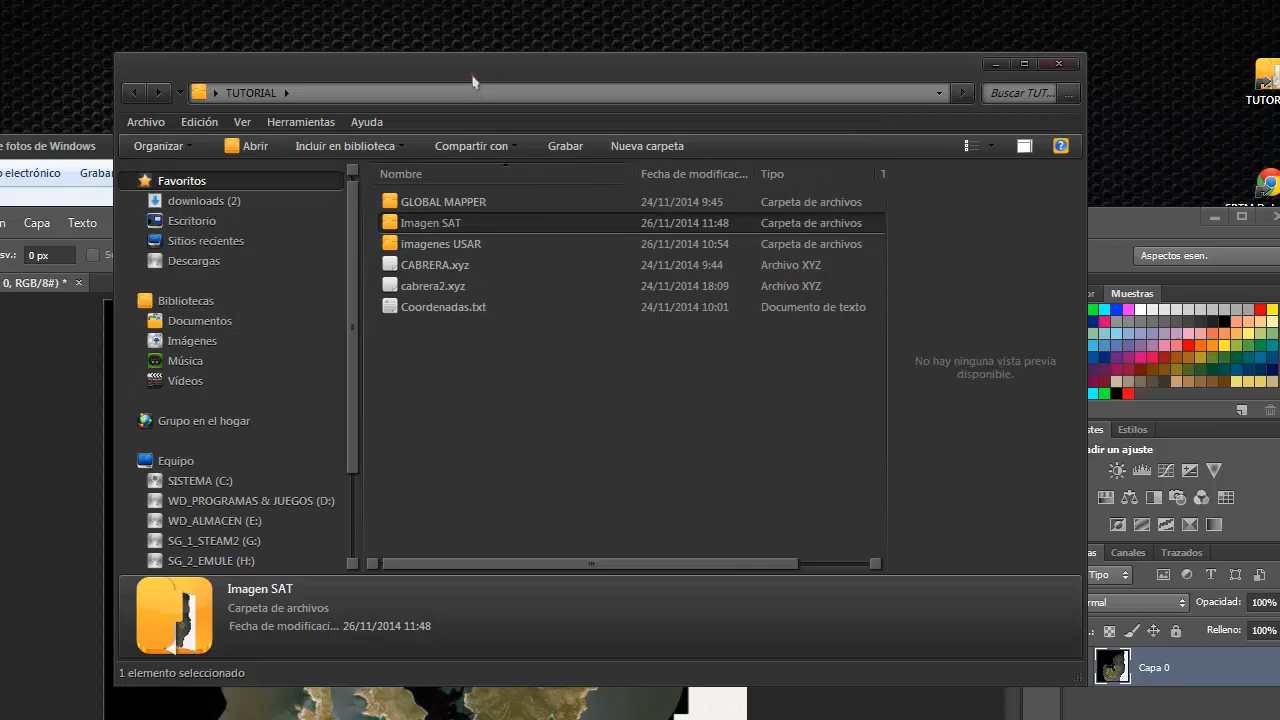 TUTORIAL
Buscar TUT...
...
TUTOR
Archivo Edición Ver Herramientas Ayuda
e fotos de Windows
Organizar Abrir Incluir en biblioteca Compartir con Grabar Nueva carpeta
o electrónico Grabar
Capa Texto
sv.: 0 px
0, RGB/8#) * ×
Favoritos
downloads (2)
Escritorio
Sitios recientes
Descargas
Bibliotecas
Documentos
Imágenes
Música
Vídeos
Grupo en el hogar
Equipo
SISTEMA (C:)
WD_PROGRAMAS & JUEGOS (D:)
WD_ALMACEN (E:)
SG_1_STEAM2 (G:)
SG_2_EMULE (H:)
Nombre Fecha de modificac... Tipo T
GLOBAL MAPPER 24/11/2014 9:45 Carpeta de archivos
Imagen SAT 26/11/2014 11:48 Carpeta de archivos
imagenes USAR 26/11/2014 10:54 Carpeta de archivos
CABRERA.xyz 24/11/2014 9:44 Archivo XYZ
cabrera2.xyz 24/11/2014 18:09 Archivo XYZ
Coordenadas.txt 24/11/2014 10:01 Documento de texto
No hay ninguna vista previa
disponible.
Imagen SAT
Carpeta de archivos
Fecha de modificaci... 26/11/2014 11:48
1 elemento seleccionado
Aspectos esen.
or Muestras
stes Estilos
adir un ajuste
as Canales Trazados
Tipo
rmal Opacidad: 100%
Relleno: 100%
Capa 0